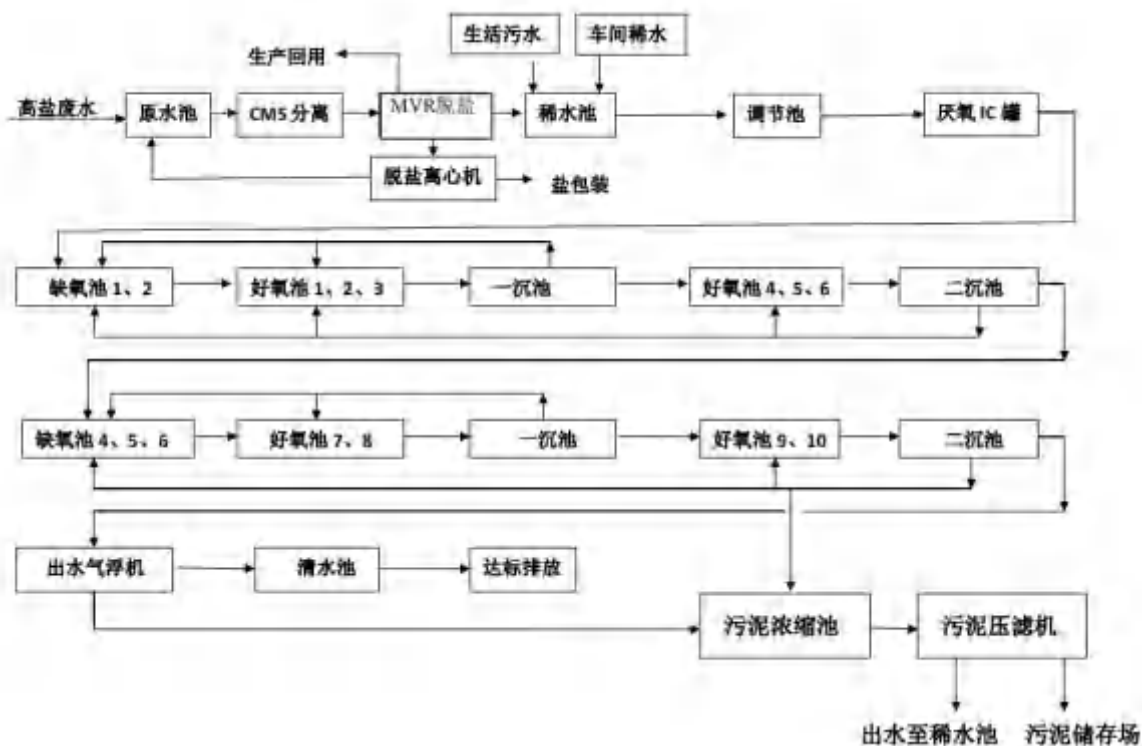 生活污水
车间稀水
生产回用
高盐废水
原水池
CMS分离
MVR脱盐
稀水池
调节池
厌氧IC罐
脱盐离心机
盐包装
缺氧池1、2
好氧池1、2、3
一沉池
好氧池4、5、6
二沉池
缺氧池4、5、6
好氧池7、8
一沉池
好氧池9、10
二沉池
出水气浮机
清水池
达标排放
污泥浓缩池
污泥压滤机
出水至稀水池
污泥储存场